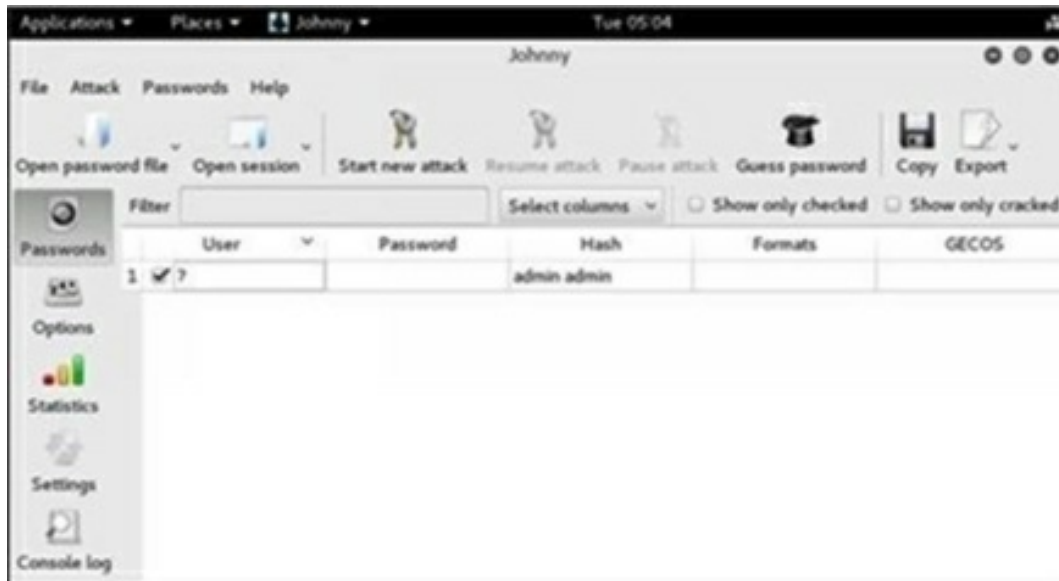 Applications Places Johnny Tue 05:04
Johnny
File Attack Passwords Help
Open password file Open session Start new attack Resume attack Pause attack Guess password Copy Export
Filter Select columns Show only checked Show only cracked
Passwords
User Password Hash Formats GECOS
1 ? admin admin
Options
Statistics
Settings
Console log